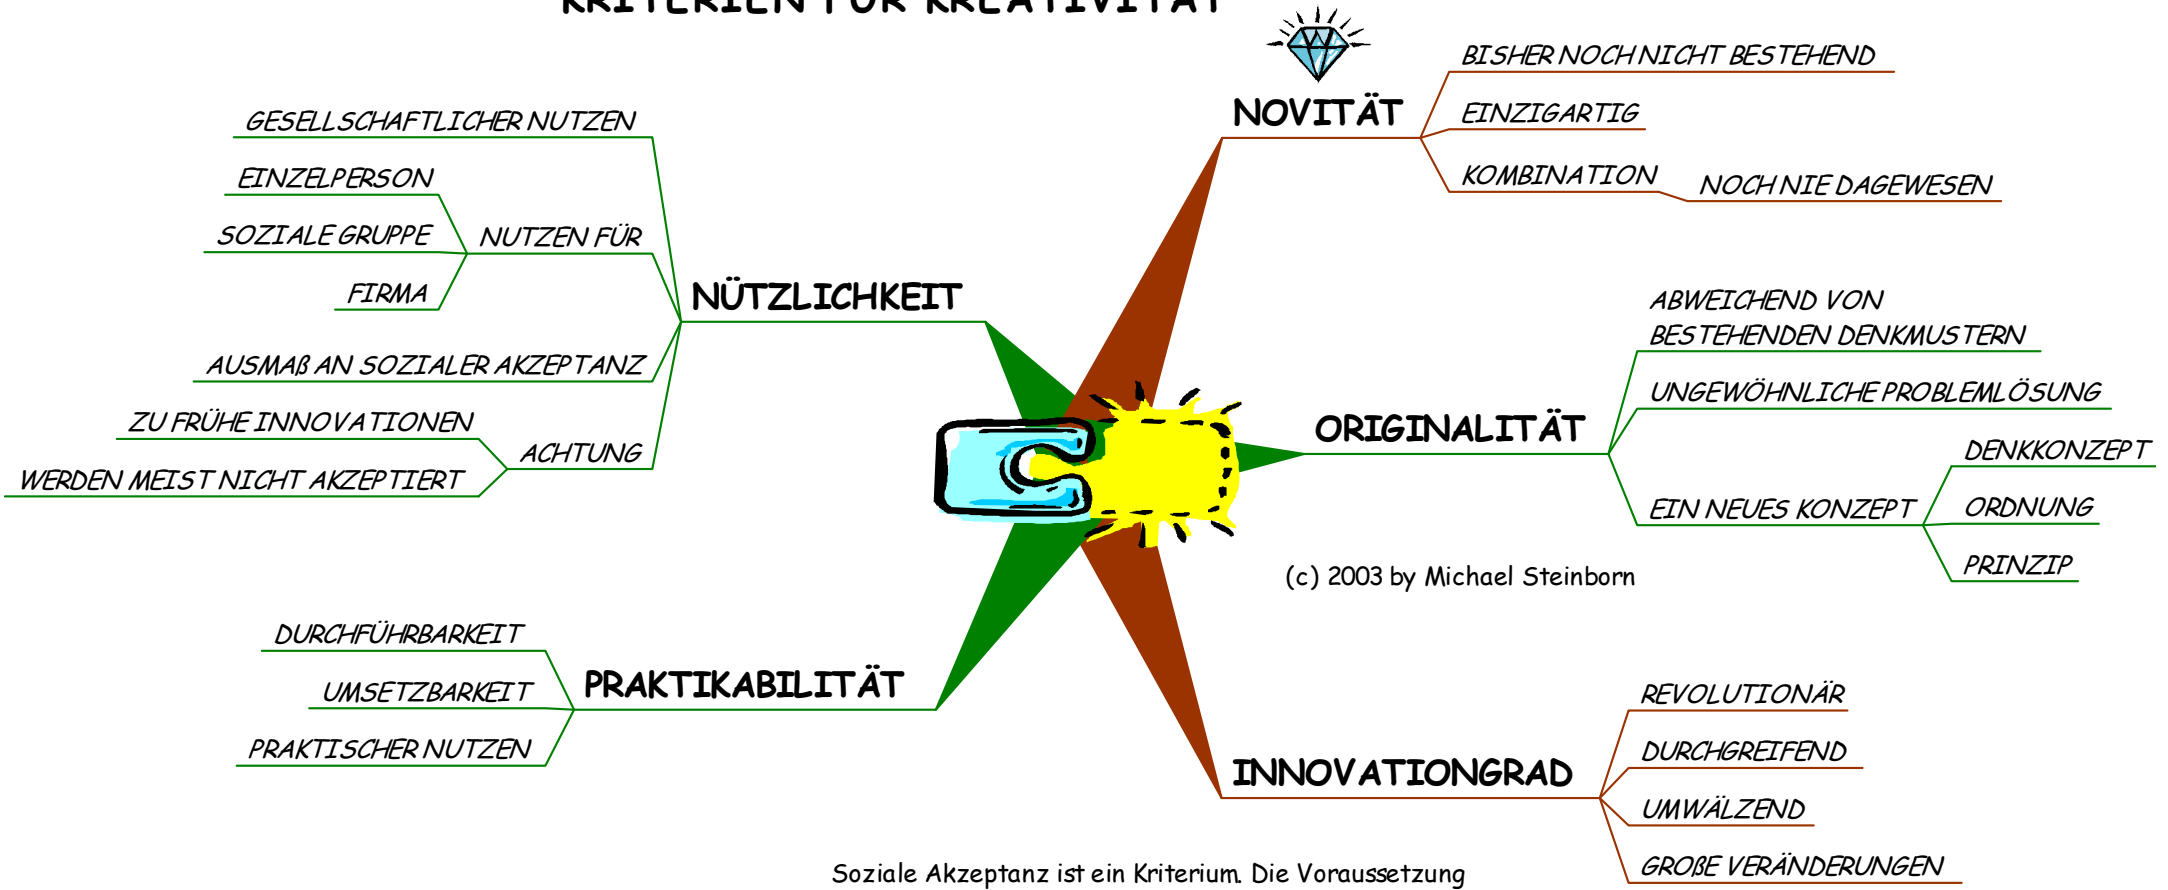 KRITERIEN FÜR KREATIVITÄT
NOVITÄT
BISHER NOCH NICHT BESTEHEND
EINZIGARTIG
KOMBINATION
NOCH NIE DAGEWESEN
ORIGINALITÄT
ABWEICHEND VON
BESTEHENDEN DENKMUSTERN
UNGEWÖHNLICHE PROBLEMLÖSUNG
EIN NEUES KONZEPT
DENKKONZEPT
ORDNUNG
PRINZIP
(c) 2003 by Michael Steinborn
INNOVATIONGRAD
REVOLUTIONÄR
DURCHGREIFEND
UMWÄLZEND
GROßE VERÄNDERUNGEN
NÜTZLICHKEIT
GESELLSCHAFTLICHER NUTZEN
NUTZEN FÜR
EINZELPERSON
SOZIALE GRUPPE
FIRMA
AUSMAß AN SOZIALER AKZEPTANZ
ACHTUNG
ZU FRÜHE INNOVATIONEN
WERDEN MEIST NICHT AKZEPTIERT
PRAKTIKABILITÄT
DURCHFÜHRBARKEIT
UMSETZBARKEIT
PRAKTISCHER NUTZEN
Soziale Akzeptanz ist ein Kriterium. Die Voraussetzung